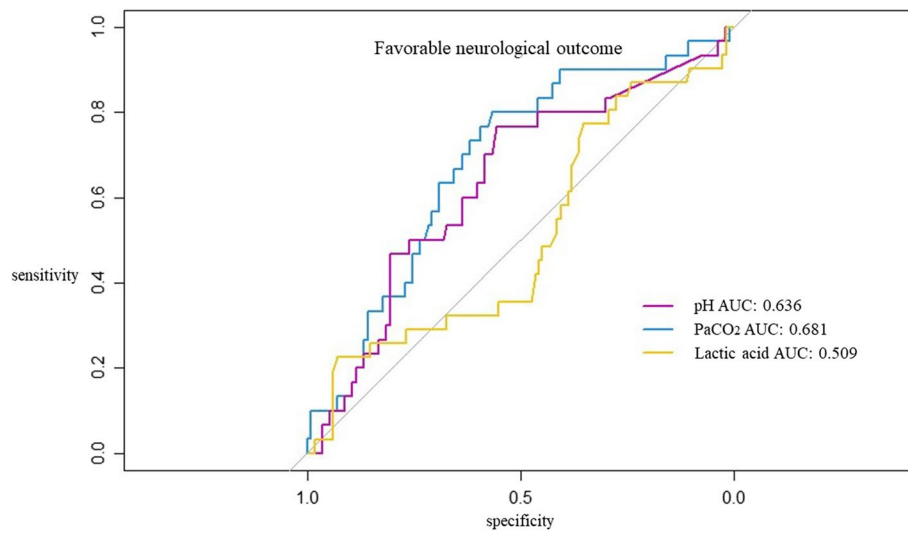 Favorable neurological outcome
1.0
0.8
0.6
0.4
0.2
0.0
sensitivity
pH AUC: 0.636
PaCO2 AUC: 0.681
Lactic acid AUC: 0.509
1.0 0.5 0.0
specificity